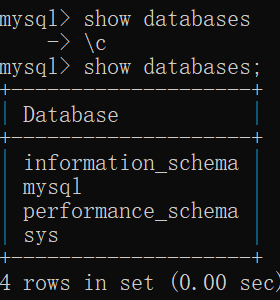 mysql> show databases
    -> \c
mysql> show databases;
+--------------------+
| Database           |
+--------------------+
| information_schema |
| mysql              |
| performance_schema |
| sys                |
+--------------------+
4 rows in set (0.00 sec)